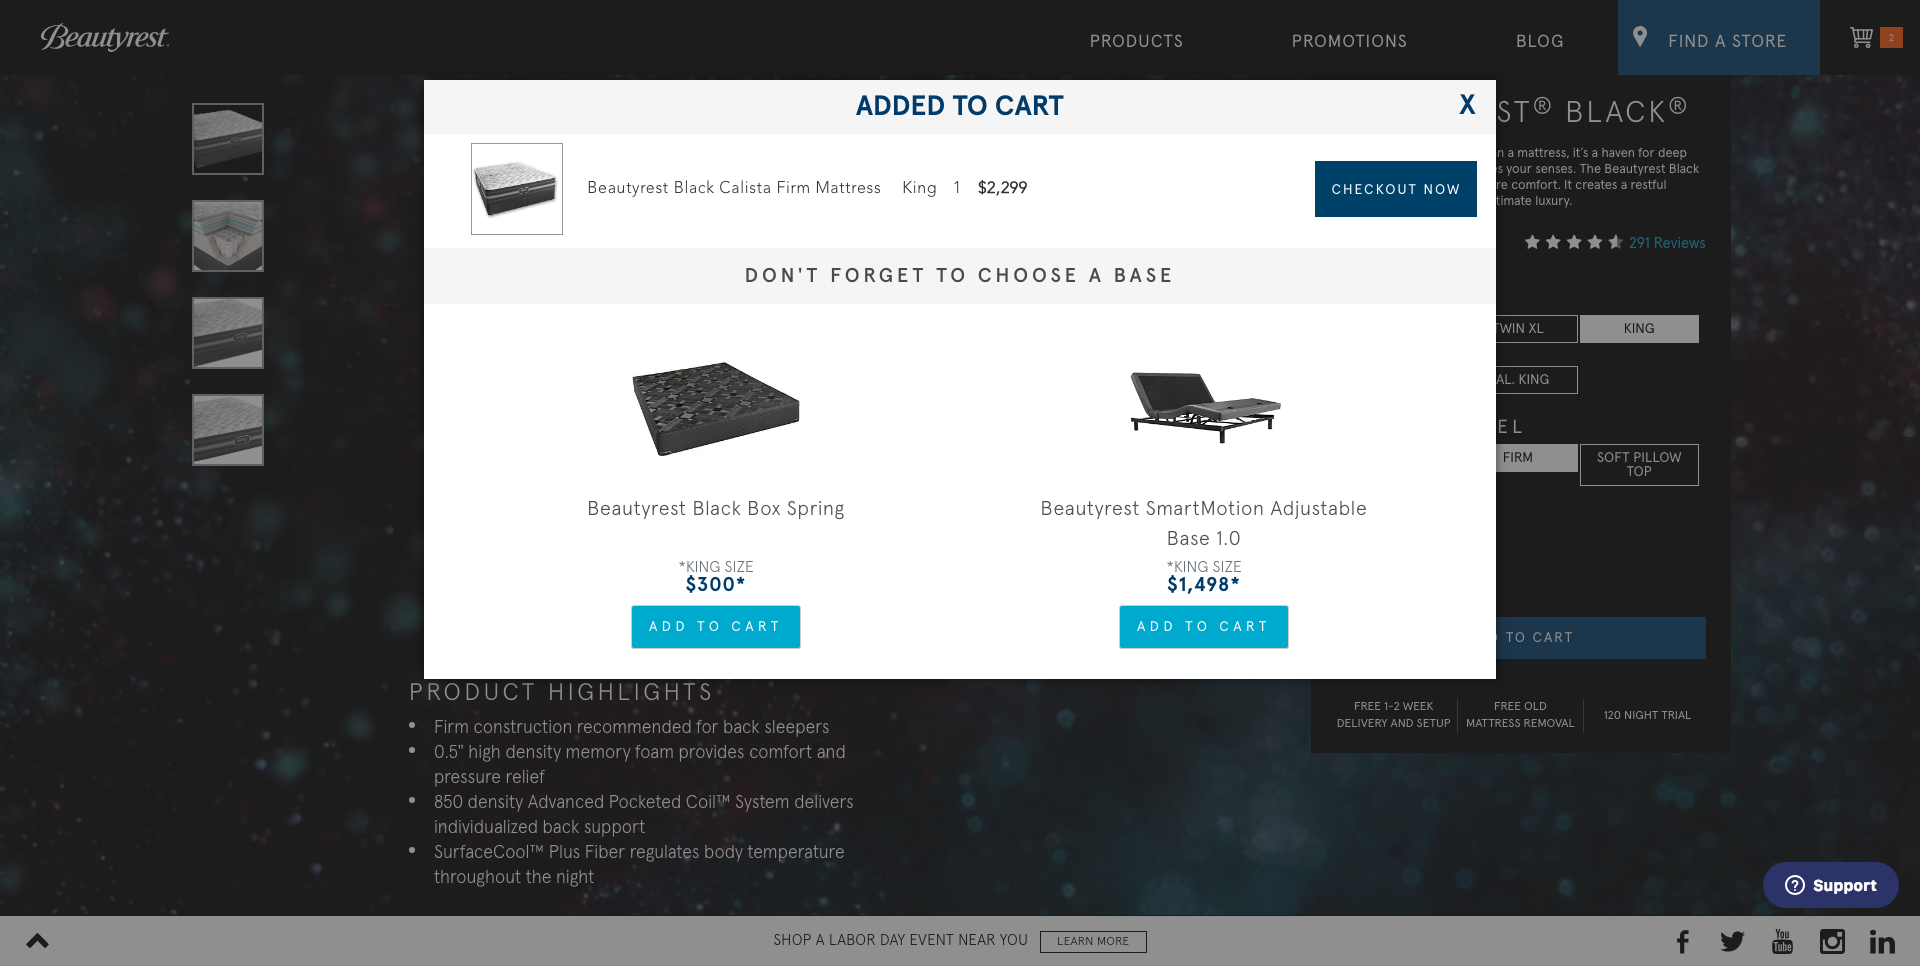 Beautyrest
PRODUCTS
PROMOTIONS
BLOG
FIND A STORE
2
ADDED TO CART
X
Beautyrest Black Calista Firm Mattress King 1 $2,299
CHECKOUT NOW
DON'T FORGET TO CHOOSE A BASE
Beautyrest Black Box Spring
*KING SIZE
$300*
ADD TO CART
Beautyrest SmartMotion Adjustable
Base 1.0
*KING SIZE
$1,498*
ADD TO CART
ST® BLACK®
n a mattress, it's a haven for deep
s your senses. The Beautyrest Black
re comfort. It creates a restful
timate luxury.
291 Reviews
TWIN XL
KING
AL. KING
EL
FIRM
SOFT PILLOW
TOP
TO CART
FREE 1-2 WEEK
DELIVERY AND SETUP
FREE OLD
MATTRESS REMOVAL
120 NIGHT TRIAL
PRODUCT HIGHLIGHTS
• Firm construction recommended for back sleepers
• 0.5" high density memory foam provides comfort and
pressure relief
• 850 density Advanced Pocketed Coil™ System delivers
individualized back support
• SurfaceCool™ Plus Fiber regulates body temperature
throughout the night
Support
SHOP A LABOR DAY EVENT NEAR YOU
LEARN MORE
You
Tube